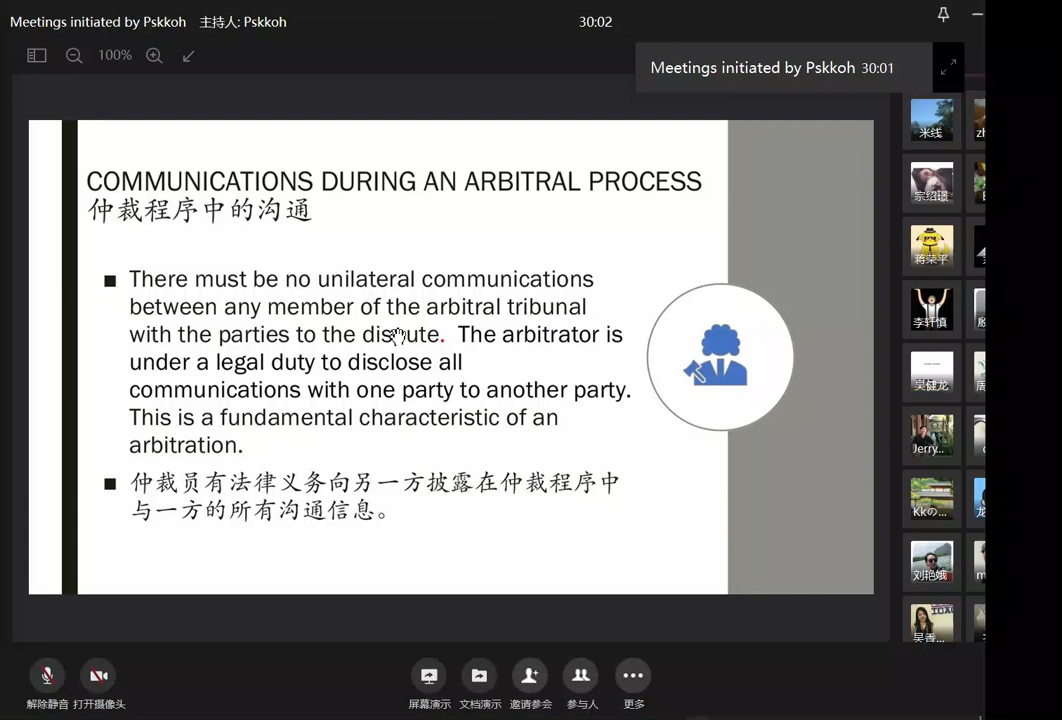 Meetings initiated by Pskkoh 主持人: Pskkoh
30:02
100%
Meetings initiated by Pskkoh 30:01
COMMUNICATIONS DURING AN ARBITRAL PROCESS
仲裁程序中的沟通
There must be no unilateral communications
between any member of the arbitral tribunal
with the parties to the dispute. The arbitrator is
under a legal duty to disclose all
communications with one party to another party.
This is a fundamental characteristic of an
arbitration.
仲裁员有法律义务向另一方披露在仲裁程序中
与一方的所有沟通信息。
米线
宗绍璟
蒋荣平
李轩慎
吴健龙
Jerry...
Kkの...
刘艳娥
吴香...
解除静音
打开摄像头
屏幕演示
文档演示
邀请参会
参与人
更多